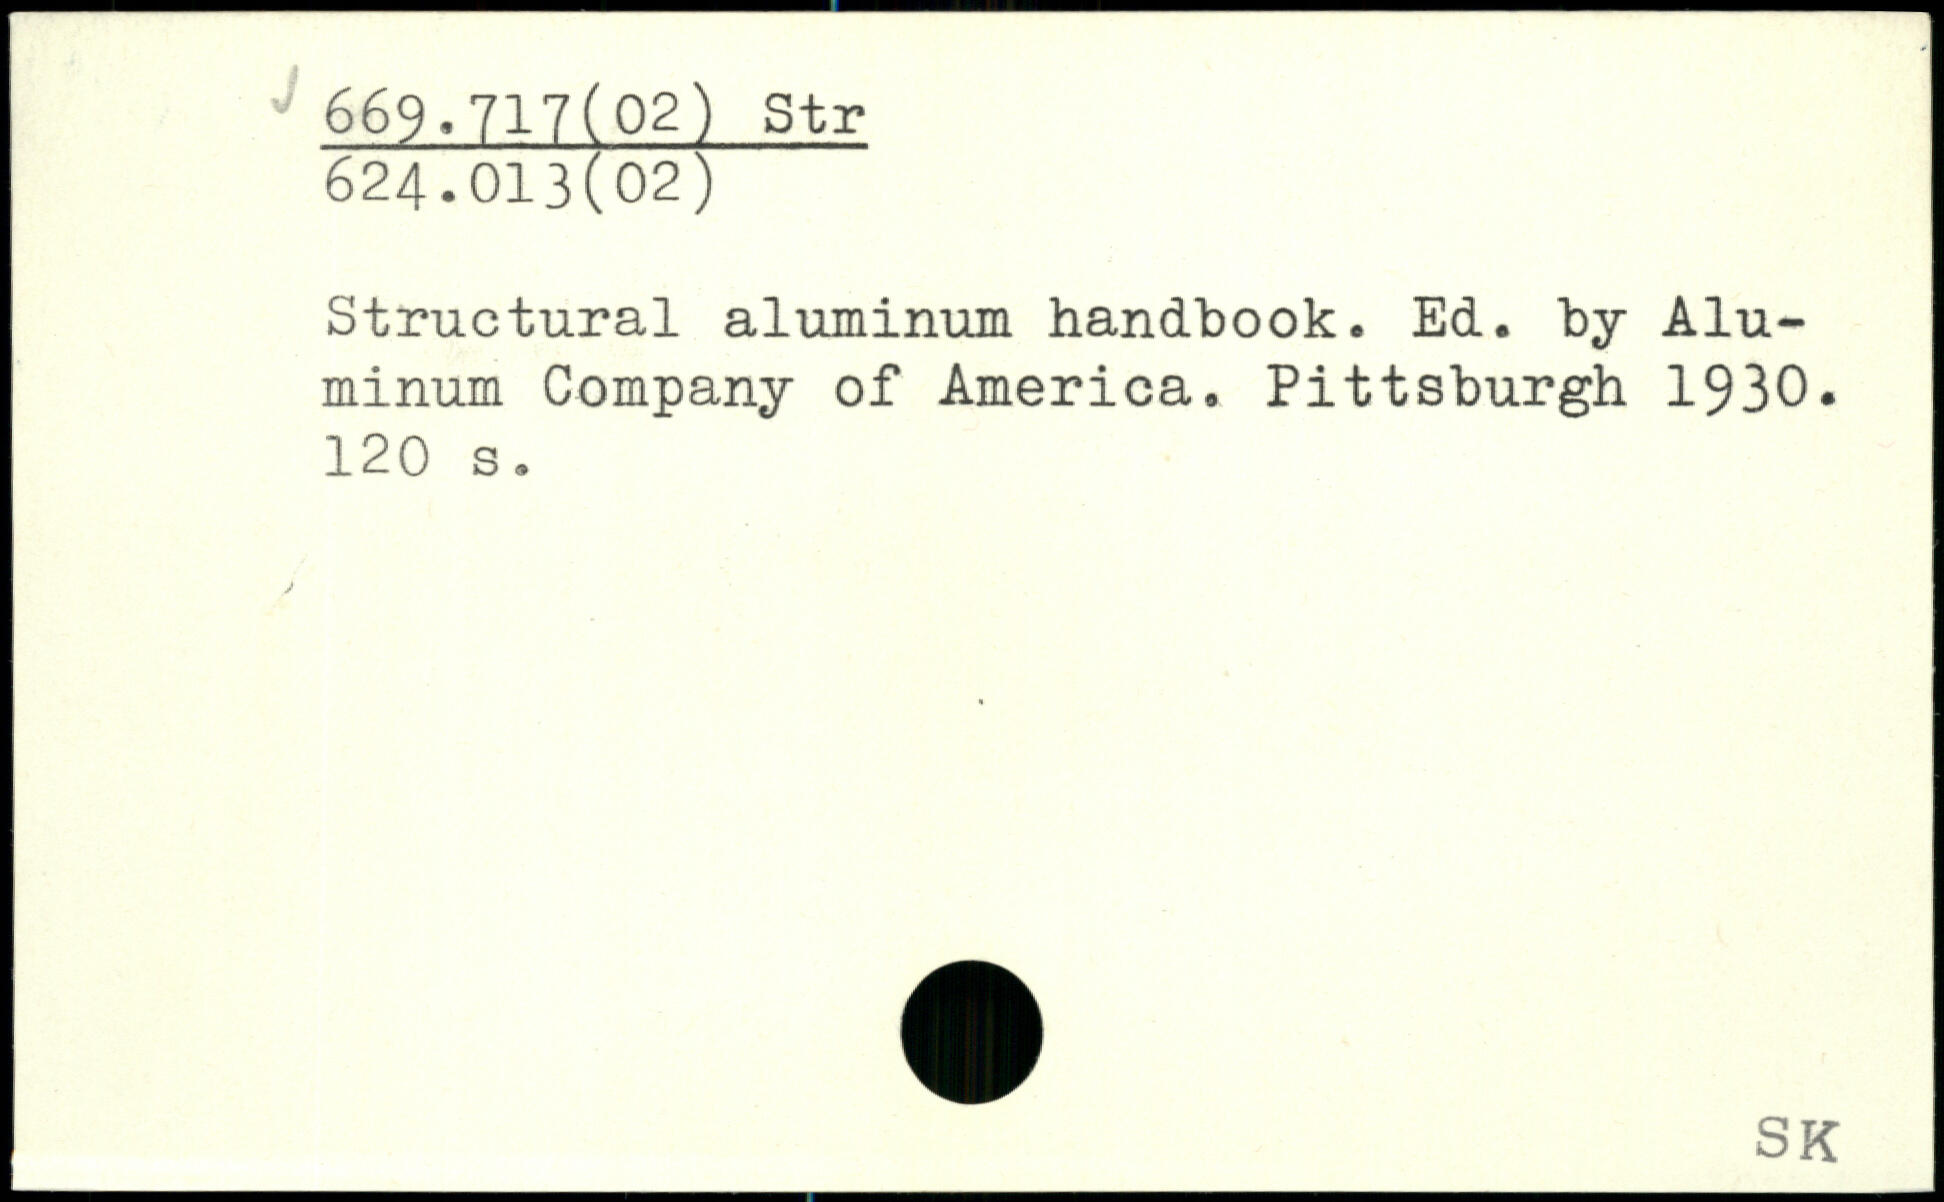 669.717(02) Str
624.013(02)
Structural aluminum handbook. Ed. by Alu-
minum Company of America. Pittsburgh 1930.
120 s.
SK